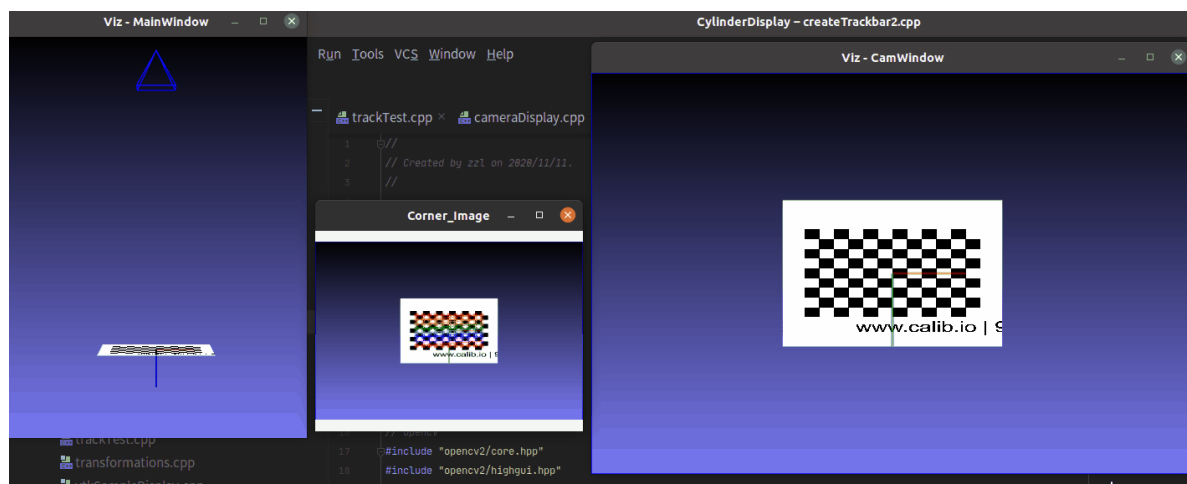 Viz - MainWindow
CylinderDisplay – createTrackbar2.cpp
Run Tools VCS Window Help
Viz - CamWindow
trackTest.cpp × cameraDisplay.cpp
1 //
2 // Created by zzl on 2020/11/11.
3 //
Corner_Image
www.calib.io | 9
www.calib.io | 9
// opencv
trackTest.cpp
17 #include "opencv2/core.hpp"
transformations.cpp
18 #include "opencv2/highgui.hpp"